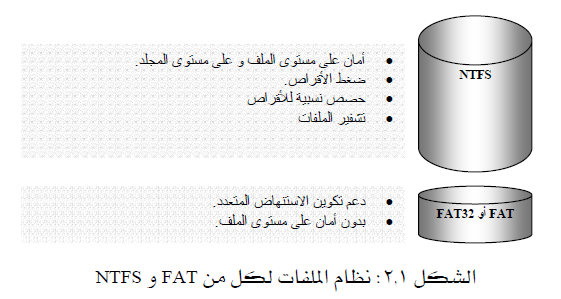 NTFS
أمان على مستوى الملف و على مستوى المجلد.
ضغط الأقراص.
حصص نسبية للأقراص
تشفير الملفات
FAT أو FAT32
دعم تكوين الاستنهاض المتعدد.
بدون أمان على مستوى الملف.
الشكل ٢.١: نظام الملفات لكل من FAT و NTFS